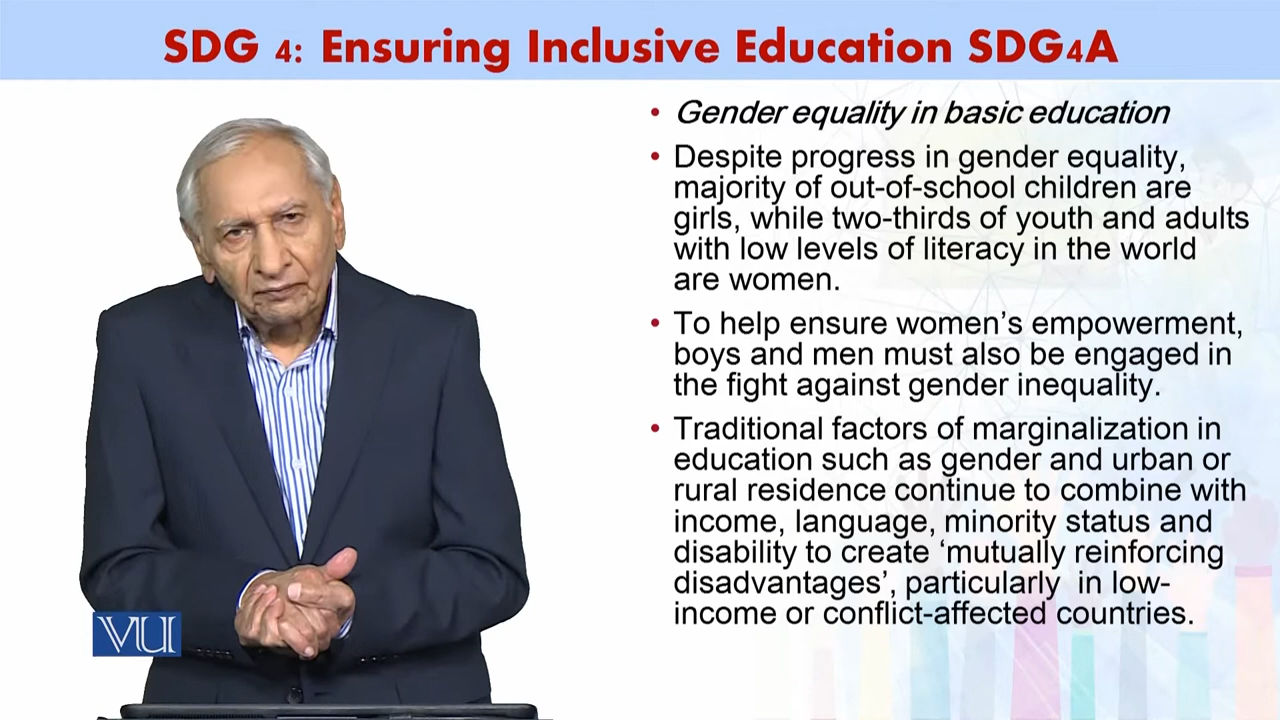 SDG 4: Ensuring Inclusive Education SDG4A
• Gender equality in basic education
• Despite progress in gender equality,
majority of out-of-school children are
girls, while two-thirds of youth and adults
with low levels of literacy in the world
are women.
• To help ensure women’s empowerment,
boys and men must also be engaged in
the fight against gender inequality.
• Traditional factors of marginalization in
education such as gender and urban or
rural residence continue to combine with
income, language, minority status and
disability to create ‘mutually reinforcing
disadvantages’, particularly in low-
income or conflict-affected countries.
VU